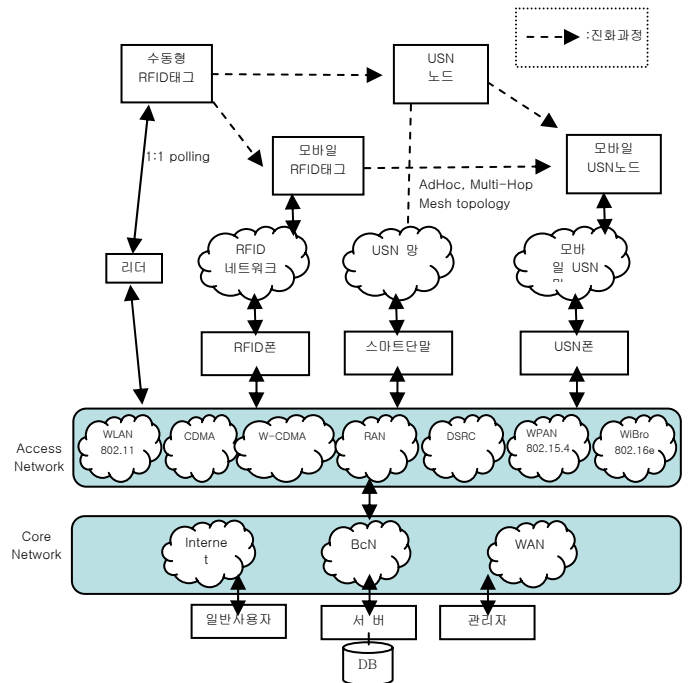 :진화과정
수동형
RFID태그
USN
노드
1:1 polling
모바일
RFID태그
모바일
USN노드
AdHoc, Multi-Hop
Mesh topology
리더
RFID
네트워크
USN 망
모바
일 USN
RFID폰
스마트단말
USN폰
Access
Network
WLAN
802.11
CDMA
W-CDMA
RAN
DSRC
WPAN
802.15.4
WiBro
802.16e
Core
Network
Interne
t
BcN
WAN
일반사용자
서 버
관리자
DB